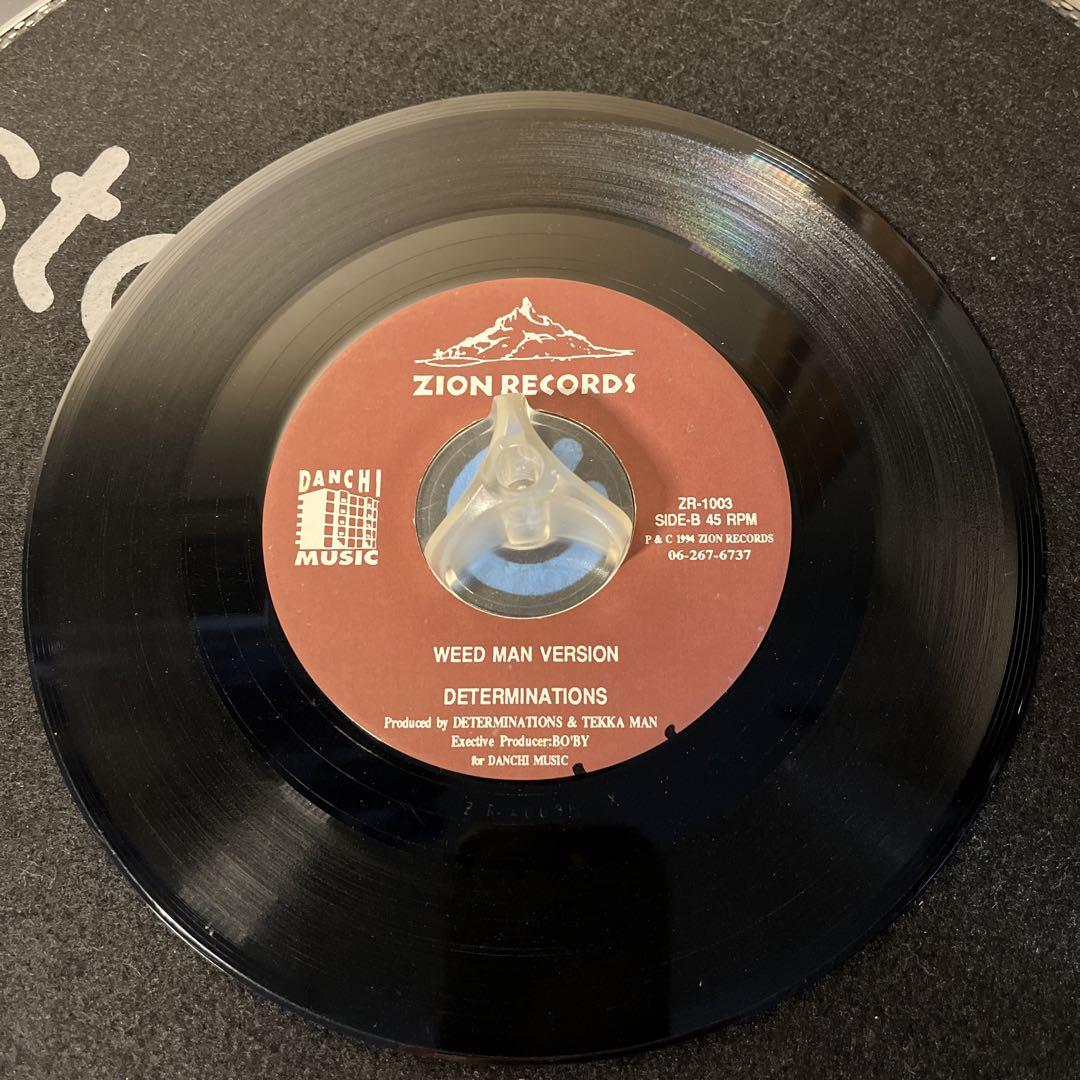 ZION RECORDS
DANCHI
MUSIC
ZR-1003
SIDE-B 45 RPM
P & C 1994 ZION RECORDS
06-267-6737
WEED MAN VERSION
DETERMINATIONS
Produced by DETERMINATIONS & TEKKA MAN
Exective Producer:BO'BY
for DANCHI MUSIC